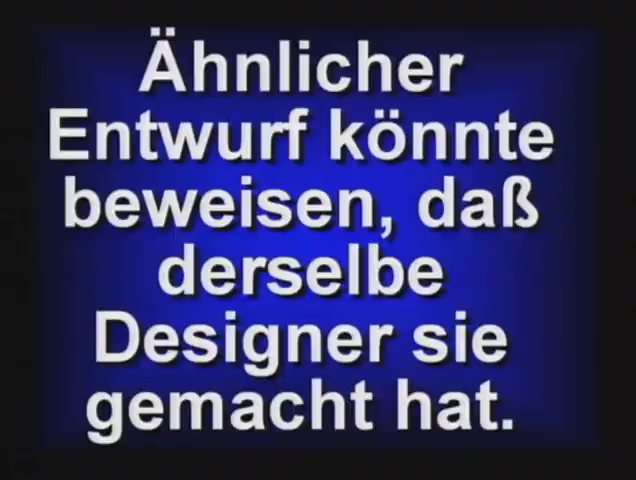 Ähnlicher
Entwurf könnte
beweisen, daß
derselbe
Designer sie
gemacht hat.